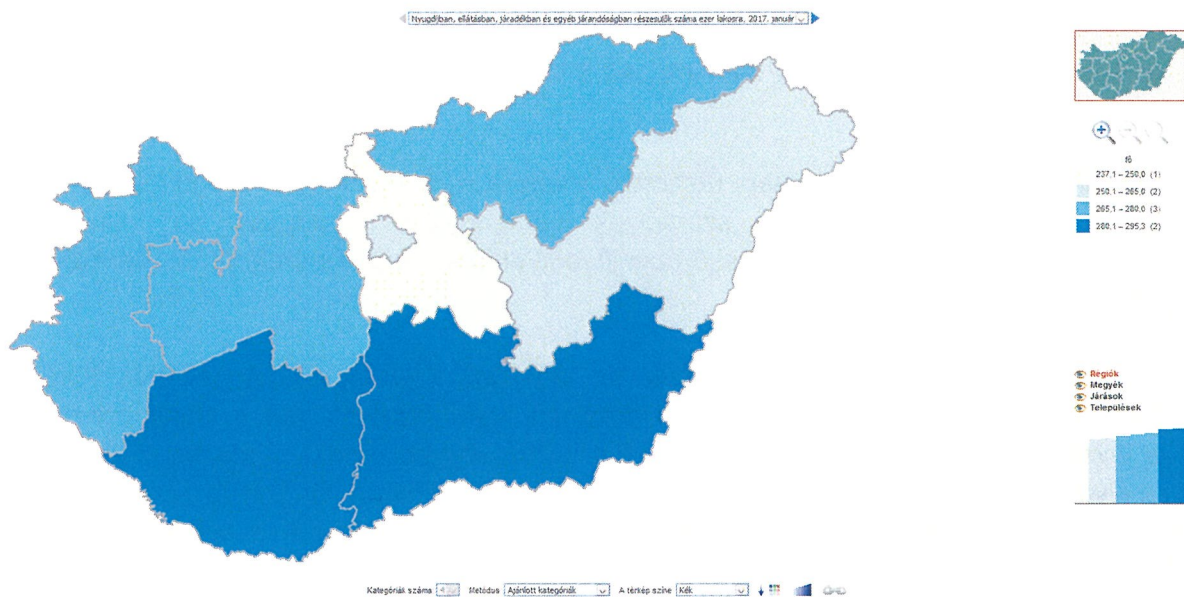 Nyugdíjban, ellátásban, járadékban és egyéb járandóságban részesülők száma ezer lakosra, 2017. január
fő
237,1 – 250,0 (1)
250,1 – 265,0 (2)
265,1 – 280,0 (3)
280,1 – 295,3 (2)
Régiók
Megyék
Járások
Települések
Kategóriák száma Metódus Ajánlott kategóriák A térkép színe Kék